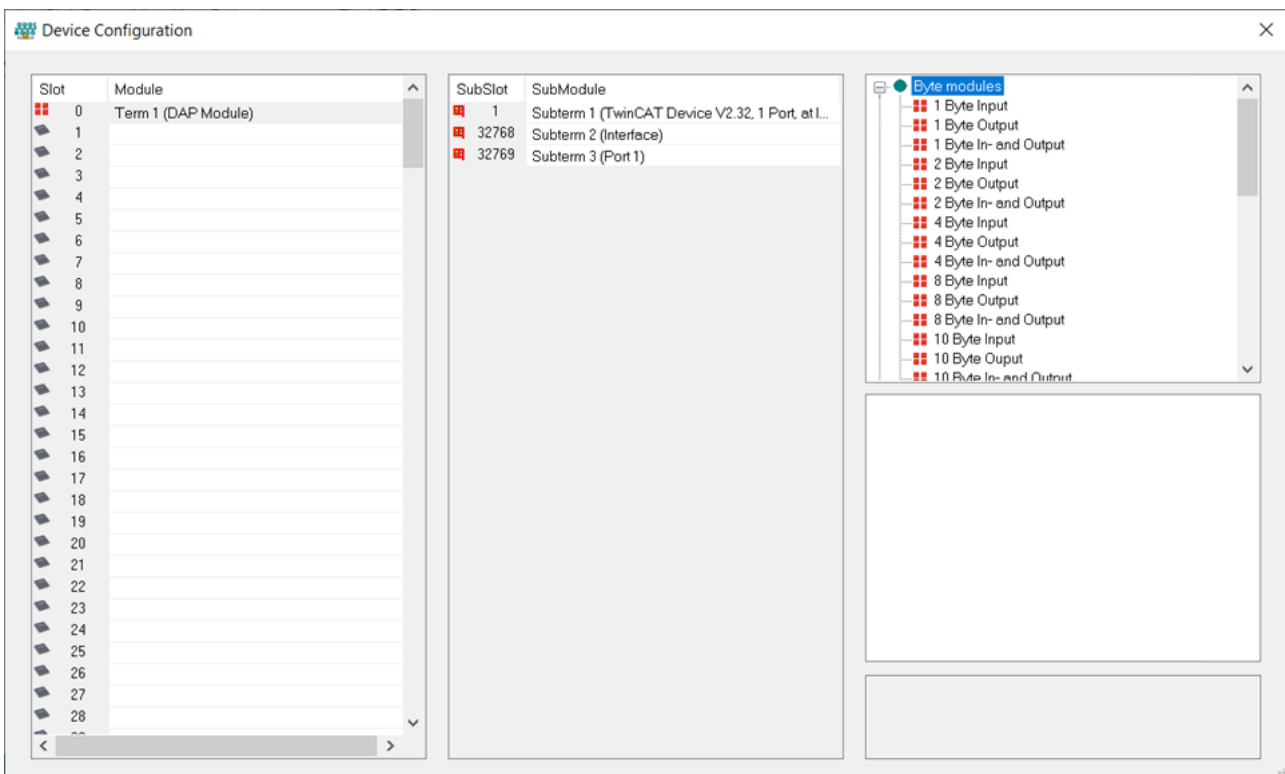 Device Configuration
Slot Module
0 Term 1 (DAP Module)
1
2
3
4
5
6
7
8
9
10
11
12
13
14
15
16
17
18
19
20
21
22
23
24
25
26
27
28
SubSlot SubModule
1 Subterm 1 (TwinCAT Device V2.32, 1 Port, at I...
32768 Subterm 2 (Interface)
32769 Subterm 3 (Port 1)
Byte modules
1 Byte Input
1 Byte Output
1 Byte In- and Output
2 Byte Input
2 Byte Output
2 Byte In- and Output
4 Byte Input
4 Byte Output
4 Byte In- and Output
8 Byte Input
8 Byte Output
8 Byte In- and Output
10 Byte Input
10 Byte Ouput
10 Byte In- and Output